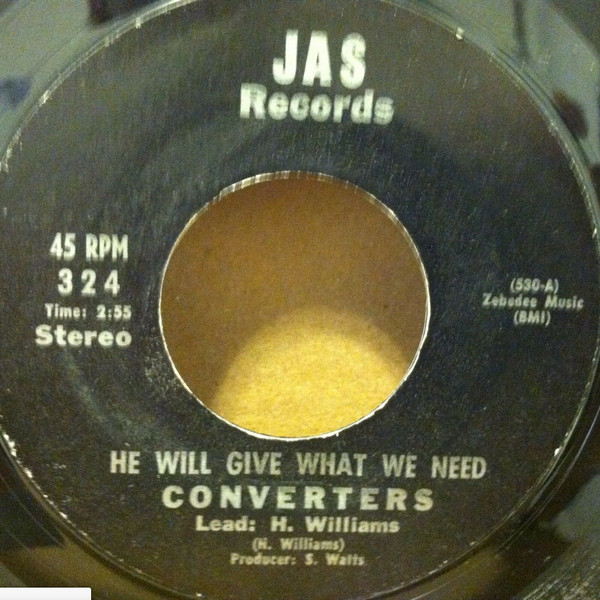 JAS
Records
45 RPM
324
Time: 2:55
Stereo
(530-A)
Zebedee Music
(BMI)
HE WILL GIVE WHAT WE NEED
CONVERTERS
Lead: H. Williams
(H. Williams)
Producer: S. Watts